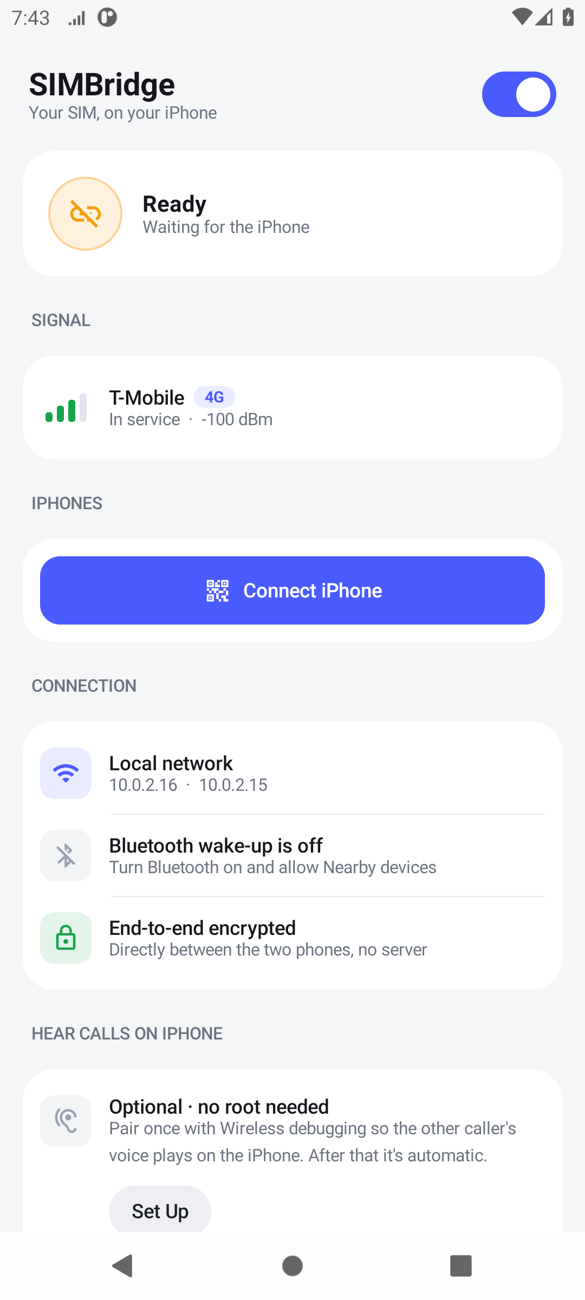 7:43
SIMBridge
Your SIM, on your iPhone
Ready
Waiting for the iPhone
SIGNAL
T-Mobile 4G
In service · -100 dBm
IPHONES
Connect iPhone
CONNECTION
Local network
10.0.2.16 · 10.0.2.15
Bluetooth wake-up is off
Turn Bluetooth on and allow Nearby devices
End-to-end encrypted
Directly between the two phones, no server
HEAR CALLS ON IPHONE
Optional · no root needed
Pair once with Wireless debugging so the other caller's
voice plays on the iPhone. After that it's automatic.
Set Up